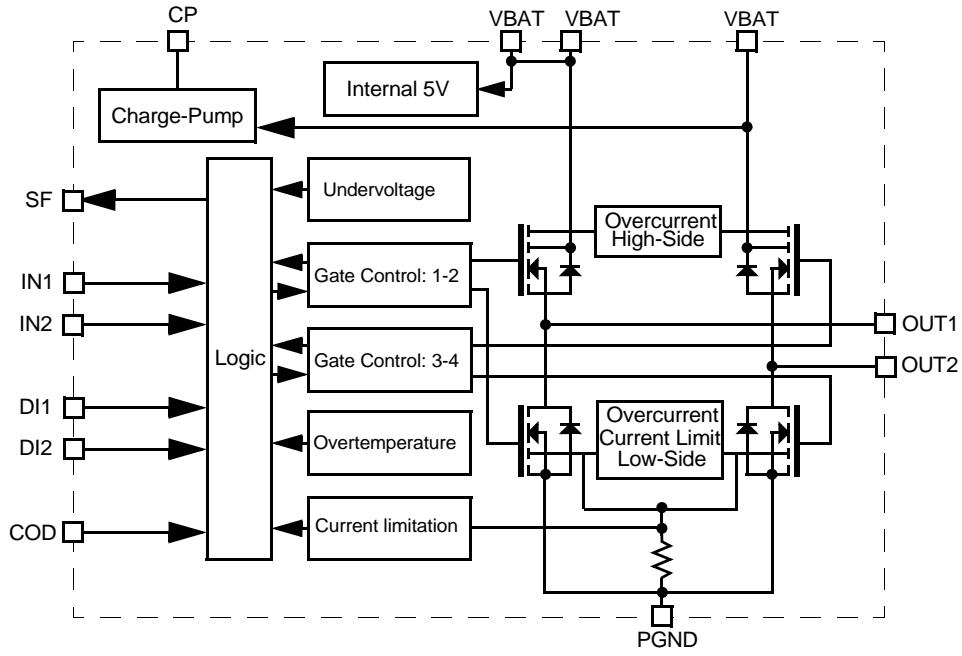 CP
VBAT
VBAT
VBAT
Internal 5V
Charge-Pump
SF
Undervoltage
Overcurrent
High-Side
IN1
Gate Control: 1-2
IN2
OUT1
Logic
Gate Control: 3-4
OUT2
DI1
Overcurrent
Current Limit
Low-Side
DI2
Overtemperature
COD
Current limitation
PGND